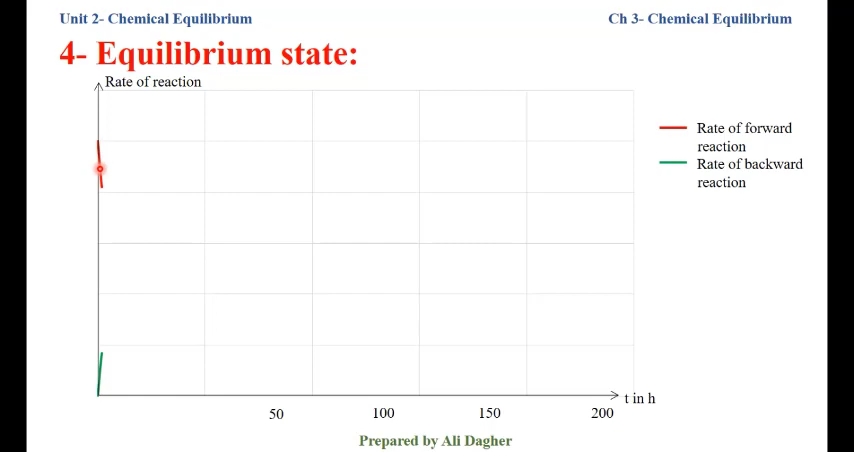 Unit 2- Chemical Equilibrium
Ch 3- Chemical Equilibrium
4- Equilibrium state:
Rate of reaction
Rate of forward
reaction
Rate of backward
reaction
t in h
50
100
150
200
Prepared by Ali Dagher